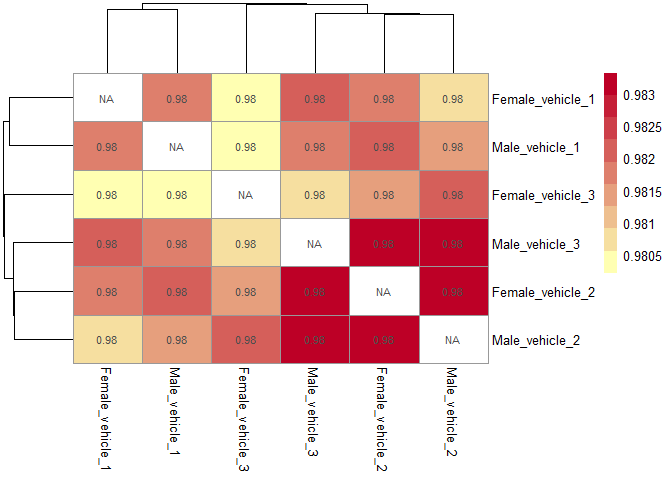 NA 0.98 0.98 0.98 0.98 0.98 Female_vehicle_1
0.98 NA 0.98 0.98 0.98 0.98 Male_vehicle_1
0.98 0.98 NA 0.98 0.98 0.98 Female_vehicle_3
0.98 0.98 0.98 NA 0.98 0.98 Male_vehicle_3
0.98 0.98 0.98 0.98 NA 0.98 Female_vehicle_2
0.98 0.98 0.98 0.98 0.98 NA Male_vehicle_2
Female_vehicle_1
Male_vehicle_1
Female_vehicle_3
Male_vehicle_3
Female_vehicle_2
Male_vehicle_2
0.983
0.9825
0.982
0.9815
0.981
0.9805